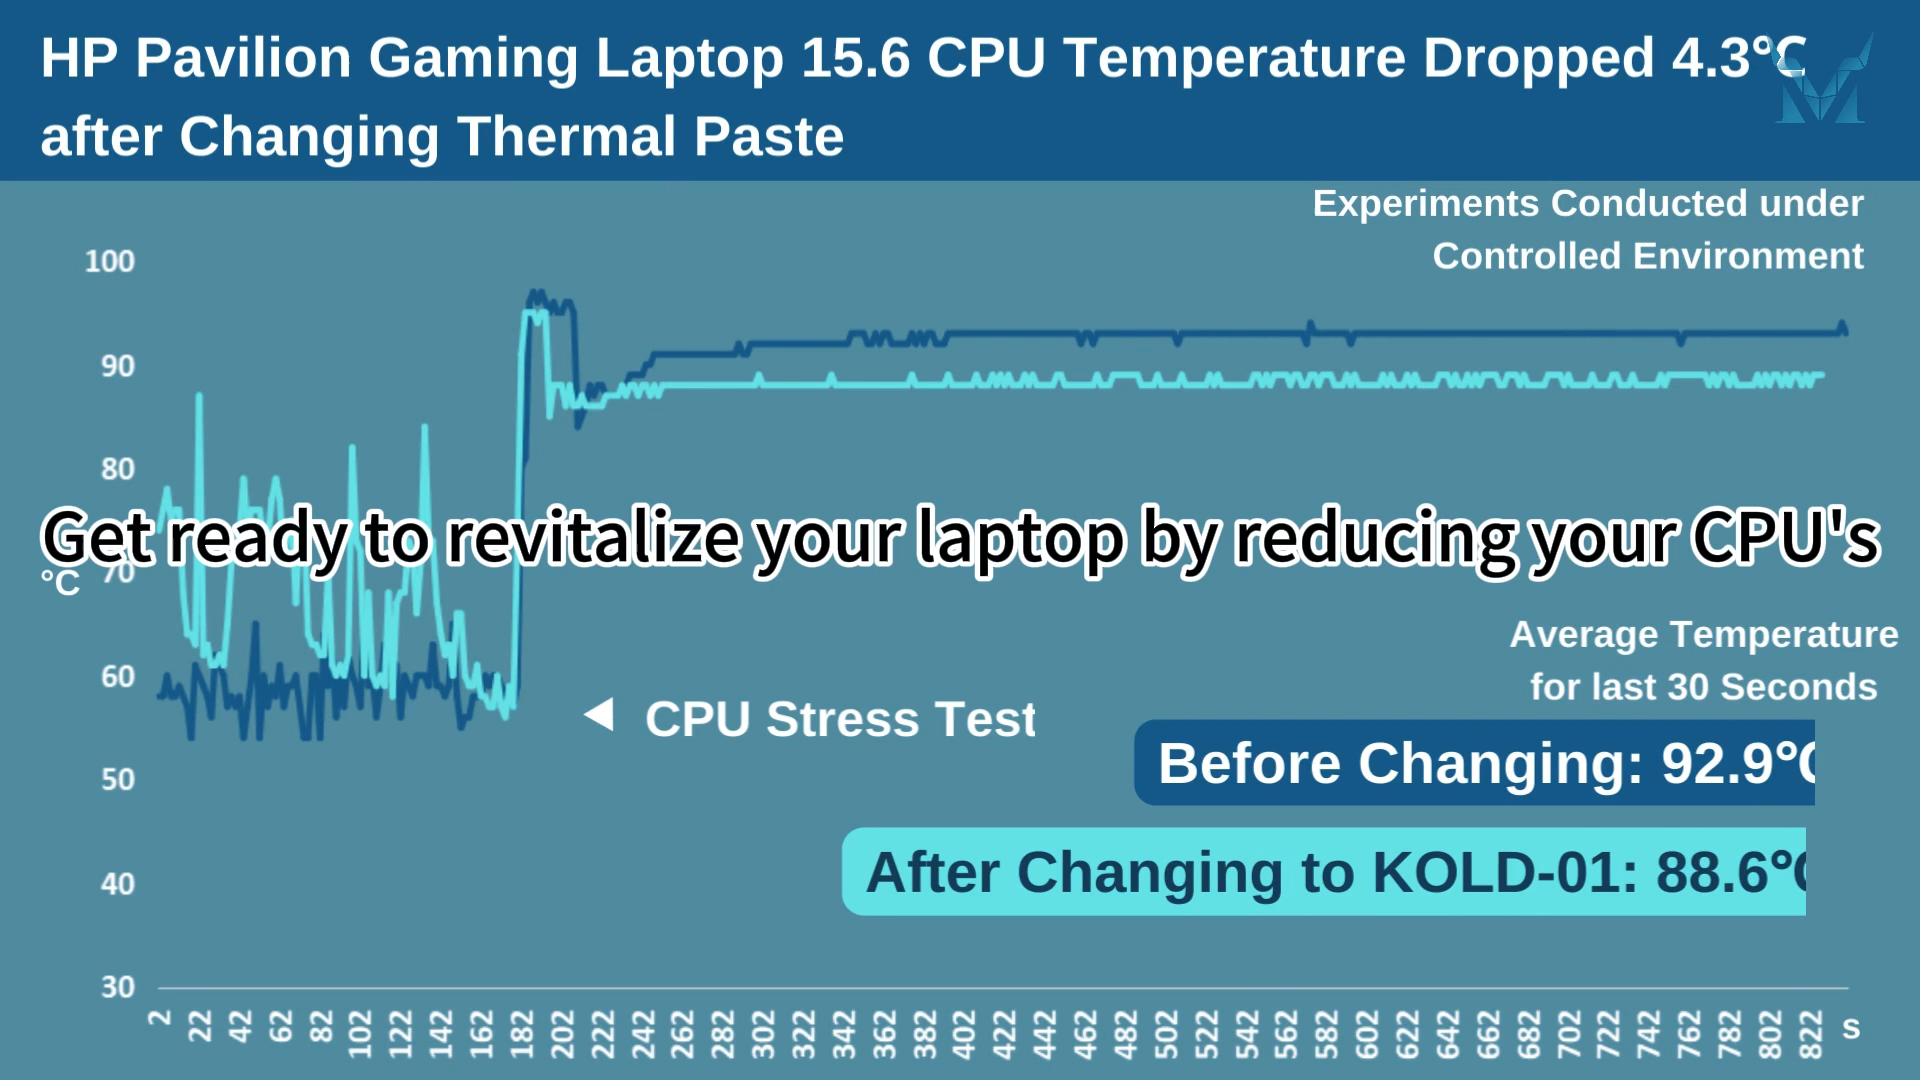 HP Pavilion Gaming Laptop 15.6 CPU Temperature Dropped 4.3℃
after Changing Thermal Paste
Experiments Conducted under
Controlled Environment
100
90
80
Get ready to revitalize your laptop by reducing your CPU's
70
°C
60
Average Temperature
for last 30 Seconds
CPU Stress Test
Before Changing: 92.9℃
50
After Changing to KOLD-01: 88.6℃
40
30
2 22 42 62 82 102 122 142 162 182 202 222 242 262 282 302 322 342 362 382 402 422 442 462 482 502 522 542 562 582 602 622 642 662 682 702 722 742 762 782 802 822 s